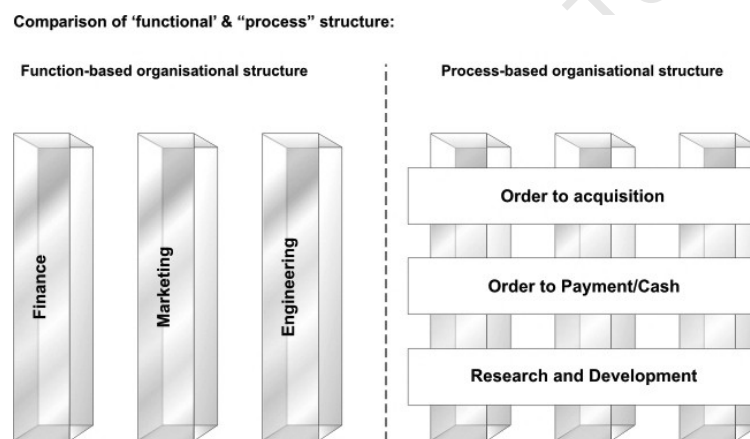 Comparison of ‘functional’ & “process” structure:
Function-based organisational structure
Process-based organisational structure
Finance
Marketing
Engineering
Order to acquisition
Order to Payment/Cash
Research and Development